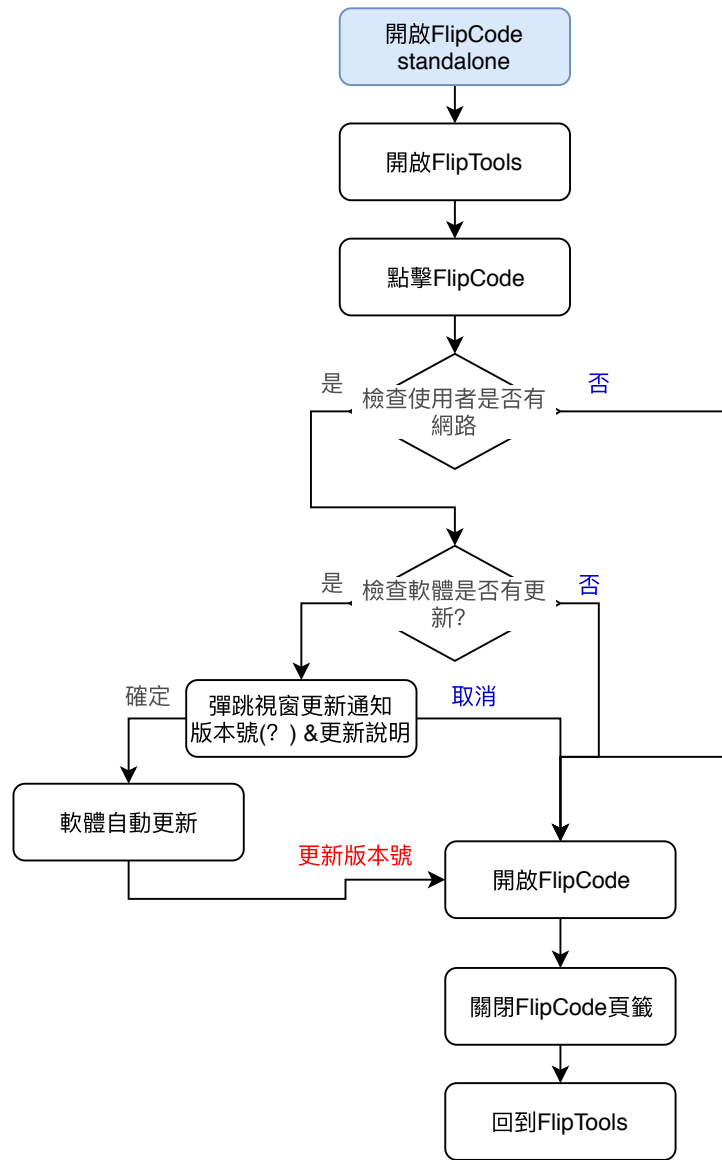 開啟FlipCode
standalone
開啟FlipTools
點擊FlipCode
是
檢查使用者是否有
網路
否
是
檢查軟體是否有更
新?
否
確定
彈跳視窗更新通知
版本號(？) &更新說明
取消
軟體自動更新
更新版本號
開啟FlipCode
關閉FlipCode頁籤
回到FlipTools